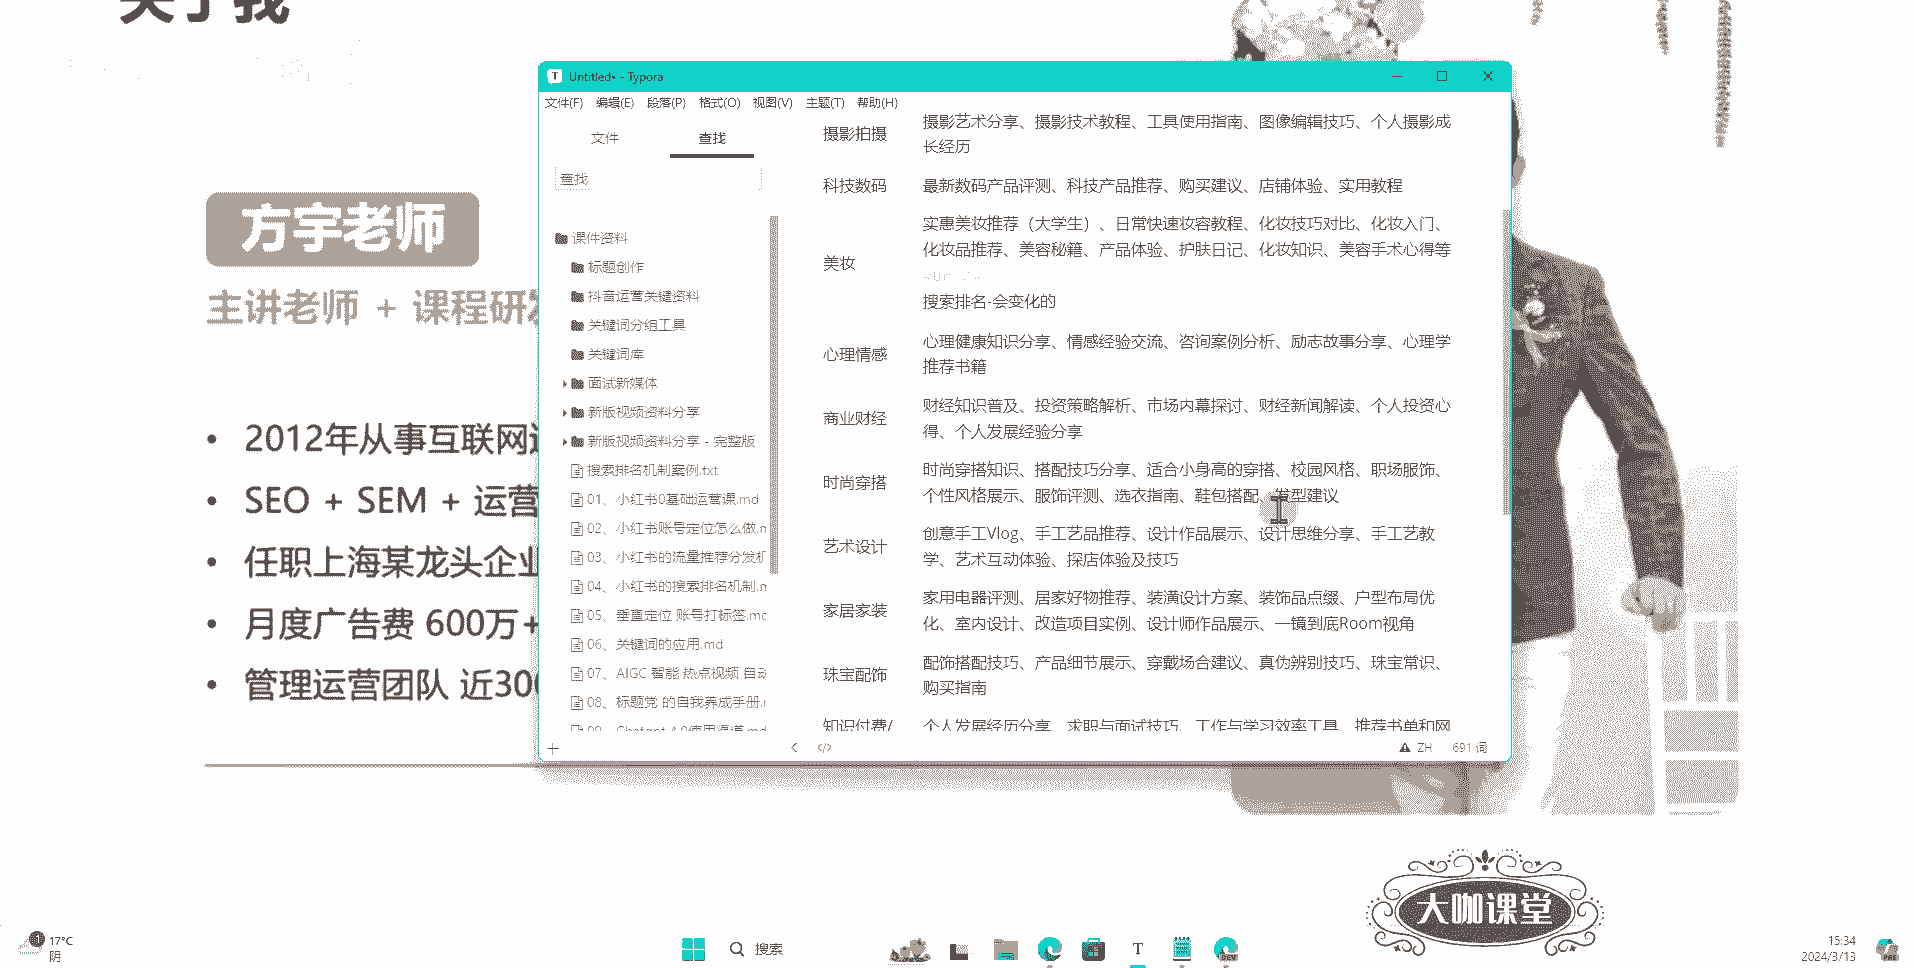 关于我
方宇老师
主讲老师 + 课程研发
2012年从事互联网
SEO + SEM + 运营
任职上海某龙头企业
月度广告费 600万+
管理运营团队 近300
Untitled• - Typora
文件(F) 编辑(E) 段落(P) 格式(O) 视图(V) 主题(T) 帮助(H)
文件 查找
查找
课件资料
标题创作
抖音运营关键资料
关键词分组工具
关键词库
面试新媒体
新版视频资料分享
新版视频资料分享 - 完整版
搜索排名机制案例.txt
01、小红书0基础运营课.md
02、小红书账号定位怎么做.m
03、小红书的流量推荐分发机
04、小红书的搜索排名机制.m
05、垂直定位 账号打标签.mc
06、关键词的应用.md
07、AIGC 智能 热点视频 自动
08、标题党 的自我养成手册.r
09、Chatgpt 4.0使用渠道.md
摄影拍摄
摄影艺术分享、摄影技术教程、工具使用指南、图像编辑技巧、个人摄影成
长经历
科技数码
最新数码产品评测、科技产品推荐、购买建议、店铺体验、实用教程
美妆
实惠美妆推荐（大学生）、日常快速妆容教程、化妆技巧对比、化妆入门、
化妆品推荐、美容秘籍、产品体验、护肤日记、化妆知识、美容手术心得等
搜索排名-会变化的
心理情感
心理健康知识分享、情感经验交流、咨询案例分析、励志故事分享、心理学
推荐书籍
商业财经
财经知识普及、投资策略解析、市场内幕探讨、财经新闻解读、个人投资心
得、个人发展经验分享
时尚穿搭
时尚穿搭知识、搭配技巧分享、适合小身高的穿搭、校园风格、职场服饰、
个性风格展示、服饰评测、选衣指南、鞋包搭配、发型建议
艺术设计
创意手工Vlog、手工艺品推荐、设计作品展示、设计思维分享、手工艺教
学、艺术互动体验、探店体验及技巧
家居家装
家用电器评测、居家好物推荐、装潢设计方案、装饰品点缀、户型布局优
化、室内设计、改造项目实例、设计师作品展示、一镜到底Room视角
珠宝配饰
配饰搭配技巧、产品细节展示、穿戴场合建议、真伪辨别技巧、珠宝常识、
购买指南
知识付费/
个人发展经历分享、求职与面试技巧、工作与学习效率工具、推荐书单和网
ZH 691 词
大咖课堂
17°C
阴
搜索
15:34
2024/3/13